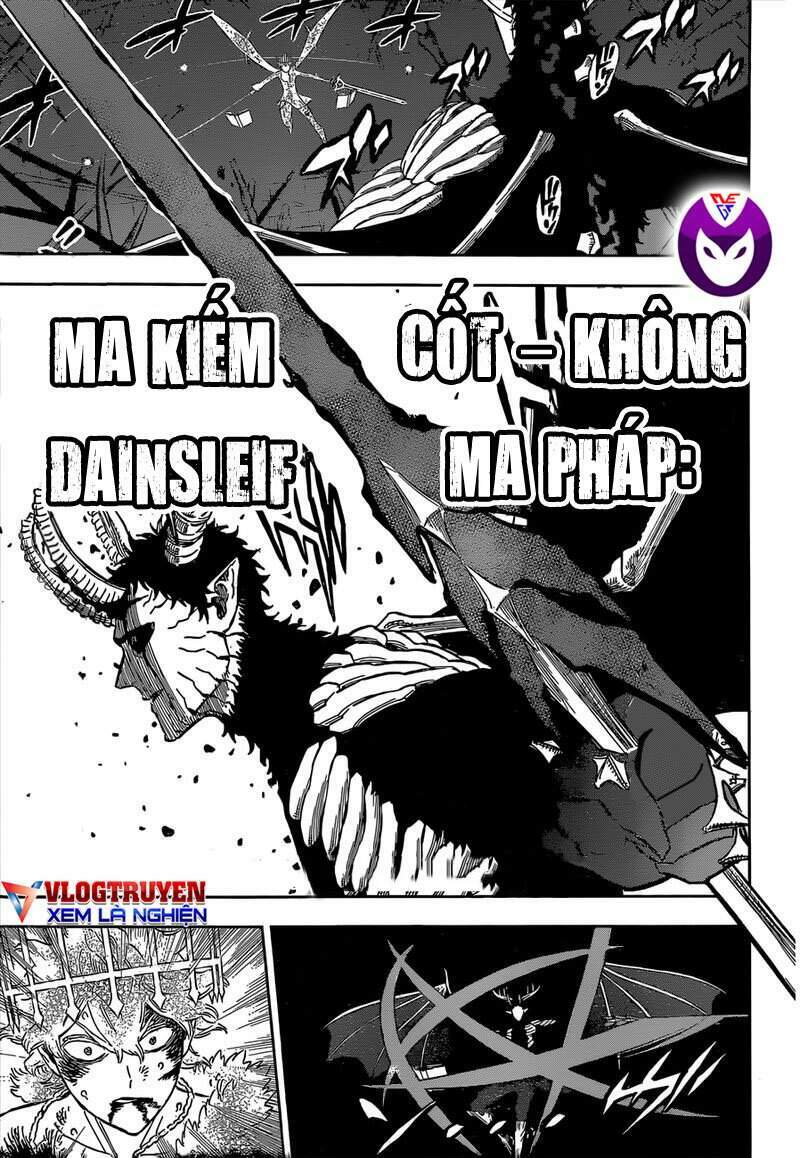 CỐT – KHÔNG
MA PHÁP:
MA KIẾM
DAINSLEIF
VLOGTRUYEN
XEM LÀ NGHIỆN